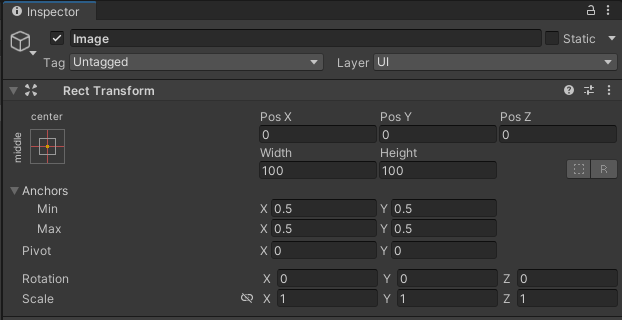 Inspector
Image
Static
Tag Untagged Layer UI
Rect Transform
center
middle
Pos X Pos Y Pos Z
0 0 0
Width Height
100 100
R
Anchors
Min X 0.5 Y 0.5
Max X 0.5 Y 0.5
Pivot X 0 Y 0
Rotation X 0 Y 0 Z 0
Scale X 1 Y 1 Z 1